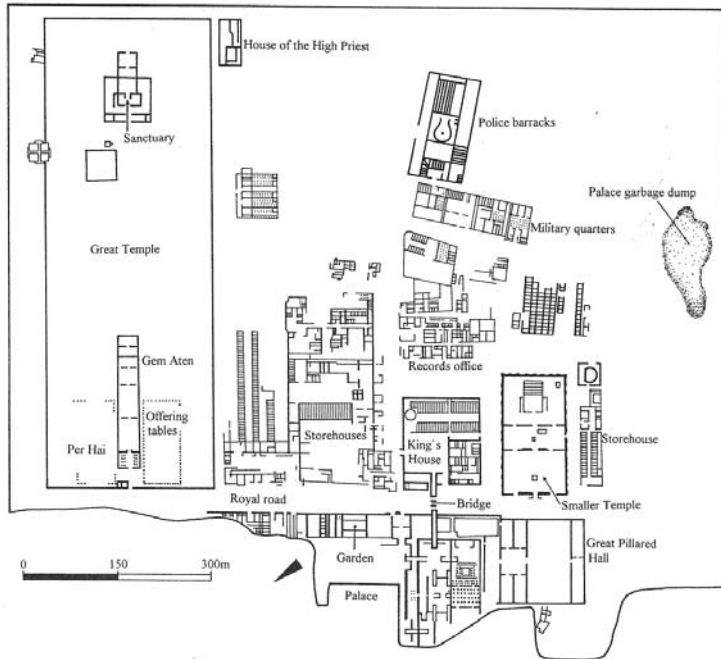 House of the High Priest
Sanctuary
Police barracks
Palace garbage dump
Military quarters
Great Temple
Gem Aten
Records office
Offering
tables
Per Hai
Storehouses
King's
House
Storehouse
Royal road
Bridge
Smaller Temple
Garden
Great Pillared
Hall
0 150 300m
Palace